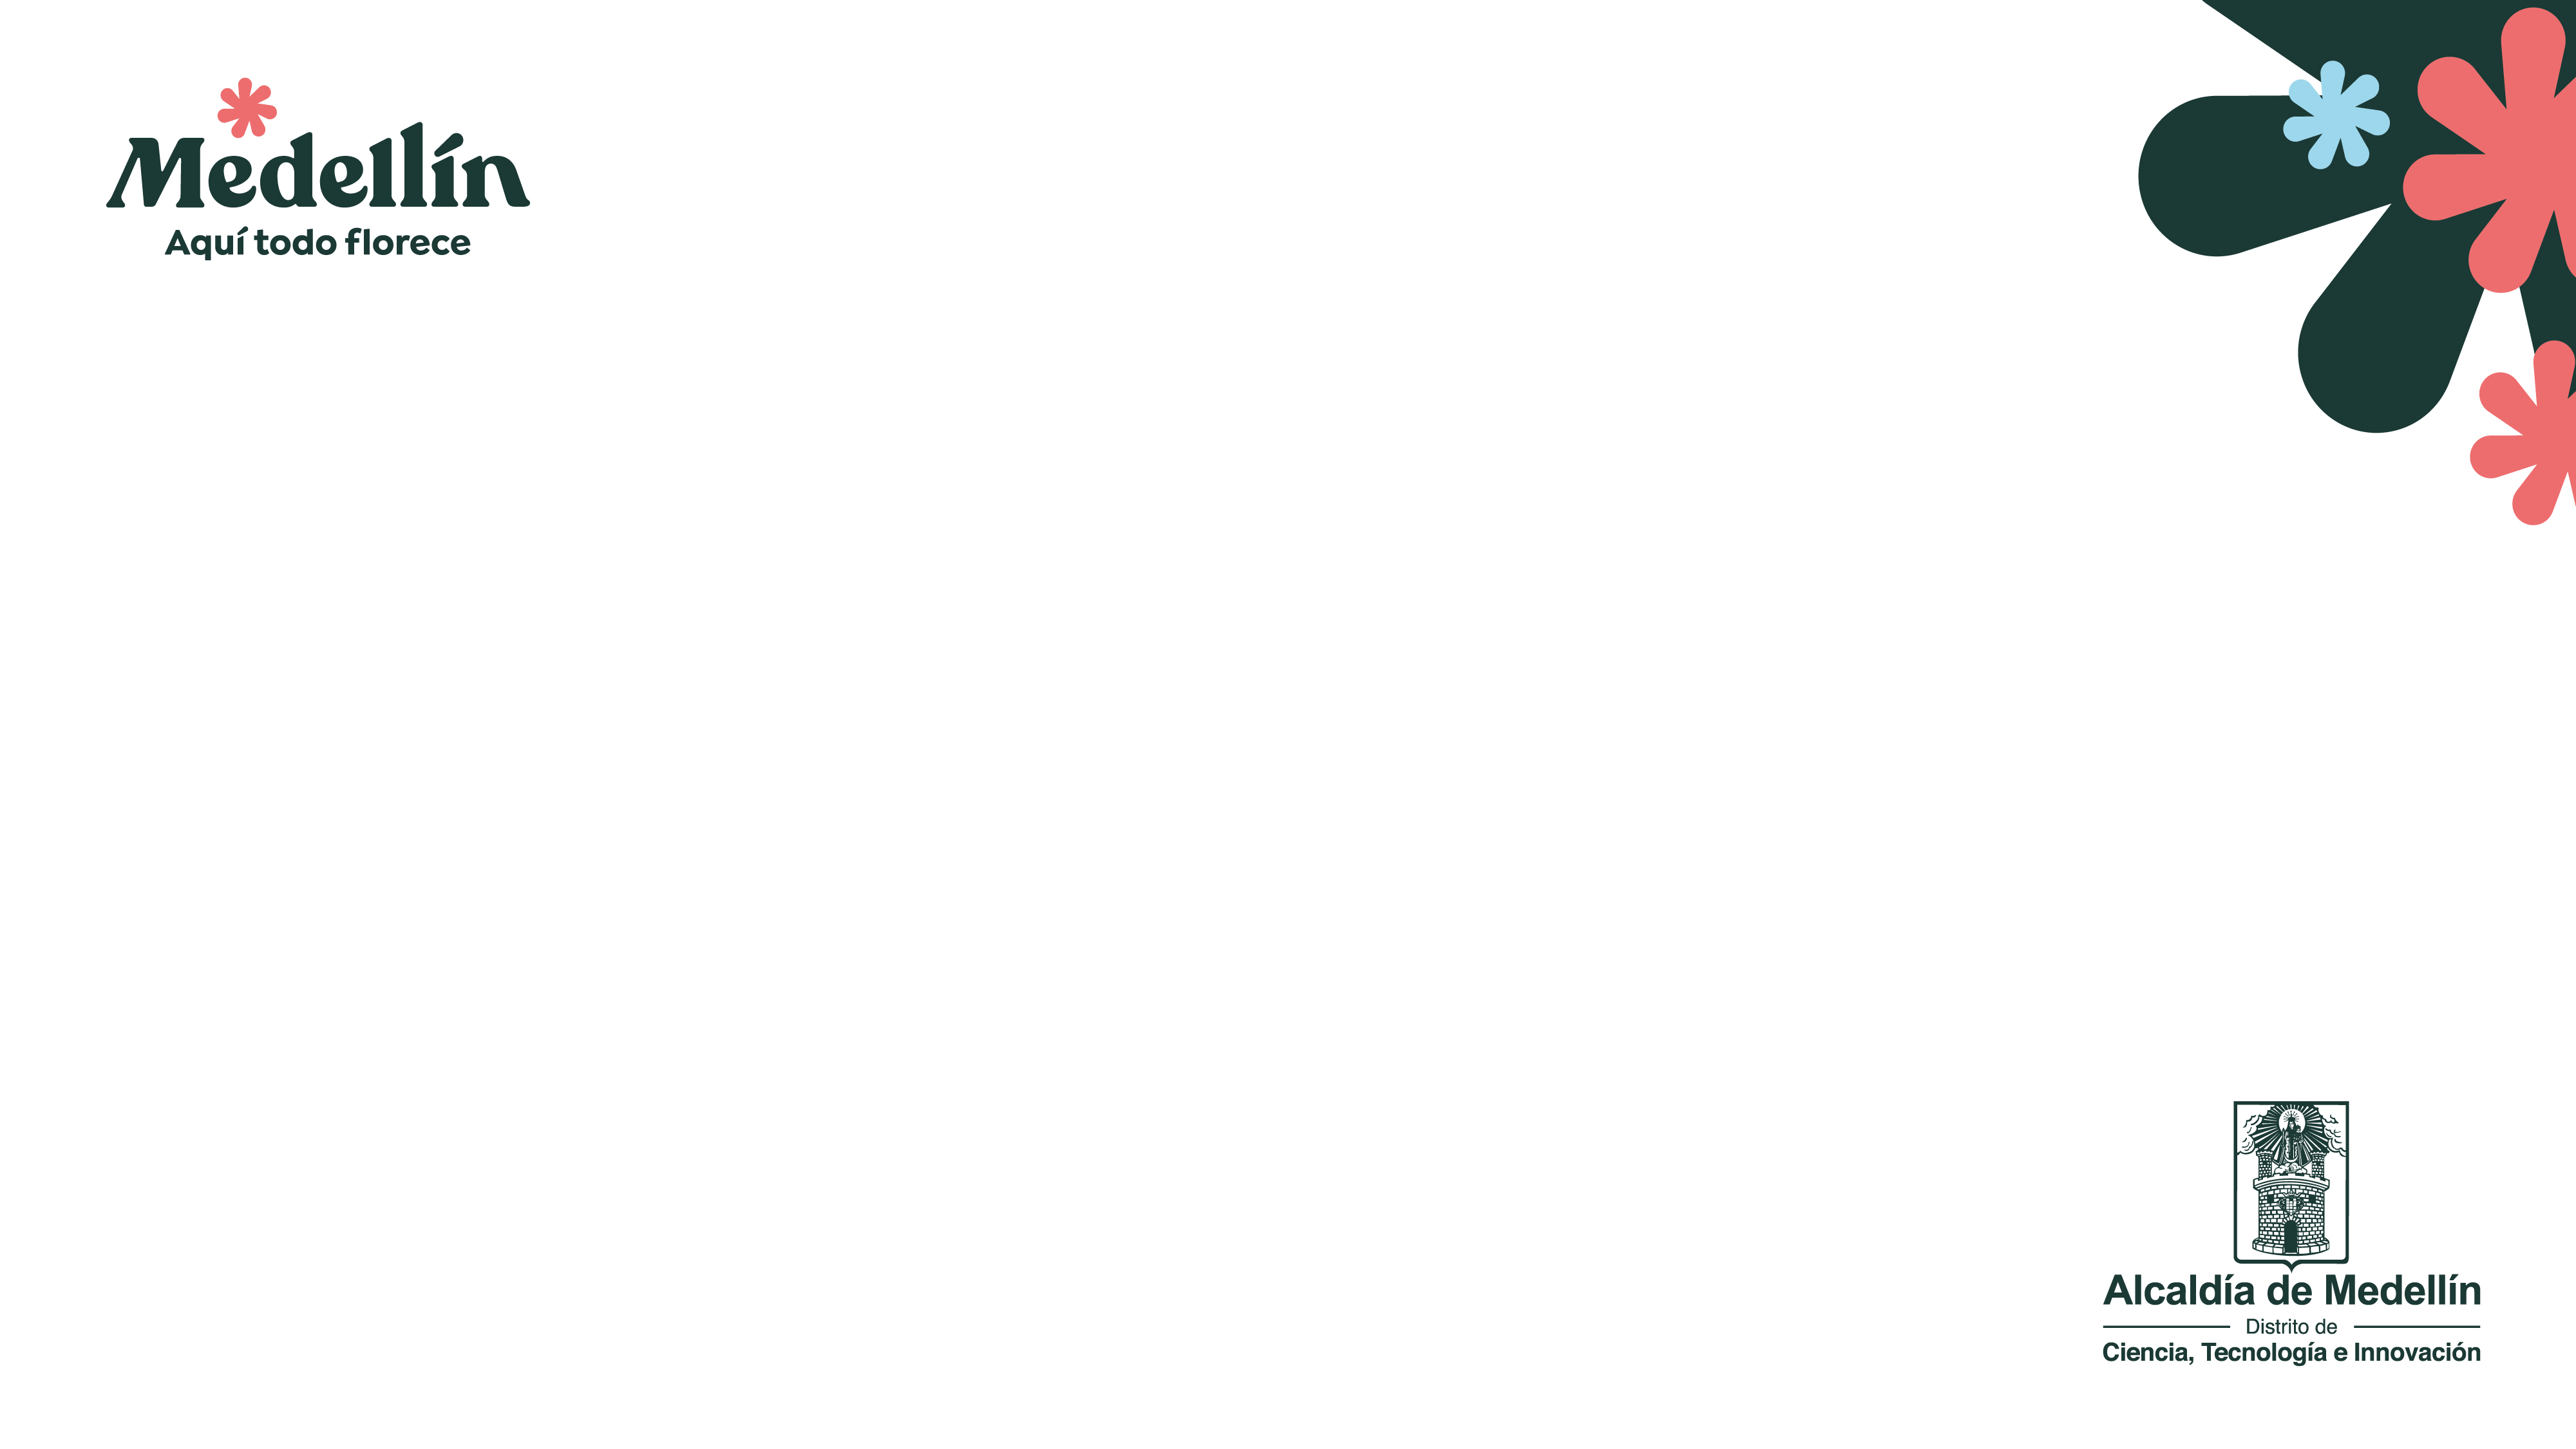 Medellín
Aquí todo florece
Alcaldía de Medellín
Distrito de
Ciencia, Tecnología e Innovación